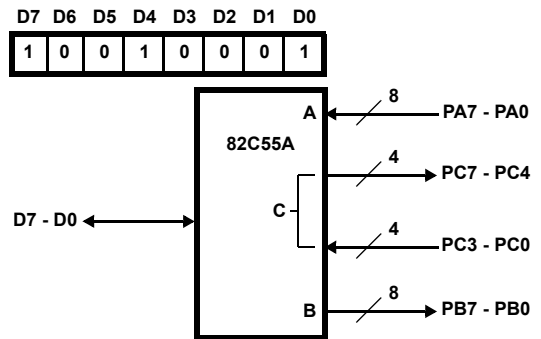 D7 D6 D5 D4 D3 D2 D1 D0
1 0 0 1 0 0 0 1
8
A PA7 - PA0
82C55A
4
PC7 - PC4
C
D7 - D0
4
PC3 - PC0
8
B PB7 - PB0